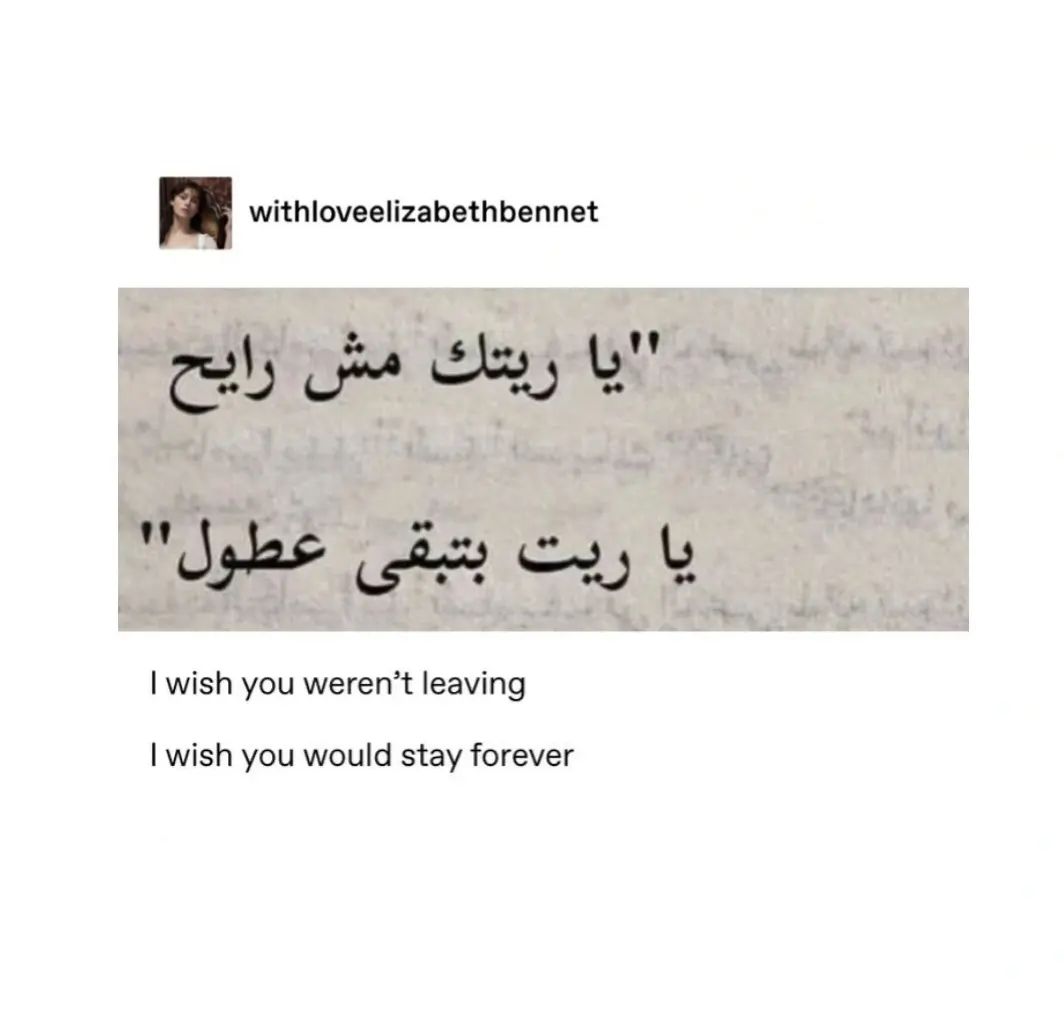 withloveelizabethbennet
"يا ريتك مش رايح
يا ريت بتبقى عطول"
I wish you weren’t leaving
I wish you would stay forever